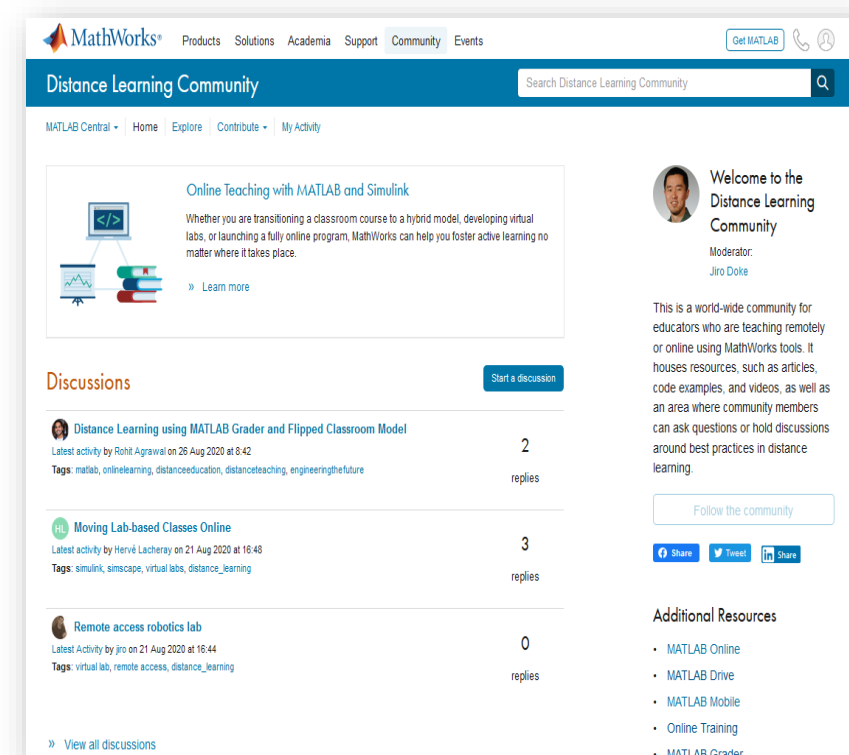 MathWorks®
Products Solutions Academia Support Community Events
Get MATLAB
Distance Learning Community
Search Distance Learning Community
MATLAB Central Home Explore Contribute My Activity
Online Teaching with MATLAB and Simulink
</>
Whether you are transitioning a classroom course to a hybrid model, developing virtual
labs, or launching a fully online program, MathWorks can help you foster active learning no
matter where it takes place.
» Learn more
Discussions
Start a discussion
Distance Learning using MATLAB Grader and Flipped Classroom Model
Latest activity by Rohit Agrawal on 26 Aug 2020 at 8:42
Tags: matlab, onlinelearning, distanceeducation, distanceteaching, engineeringthefuture
2
replies
HL
Moving Lab-based Classes Online
Latest activity by Hervé Lacheray on 21 Aug 2020 at 16:48
Tags: simulink, simscape, virtual labs, distance_learning
3
replies
Remote access robotics lab
Latest Activity by jiro on 21 Aug 2020 at 16:44
Tags: virtual lab, remote access, distance_learning
0
replies
» View all discussions
Welcome to the
Distance Learning
Community
Moderator:
Jiro Doke
This is a world-wide community for
educators who are teaching remotely
or online using MathWorks tools. It
houses resources, such as articles,
code examples, and videos, as well as
an area where community members
can ask questions or hold discussions
around best practices in distance
learning.
Follow the community
Share Tweet in Share
Additional Resources
• MATLAB Online
• MATLAB Drive
• MATLAB Mobile
• Online Training
• MATLAB Grader